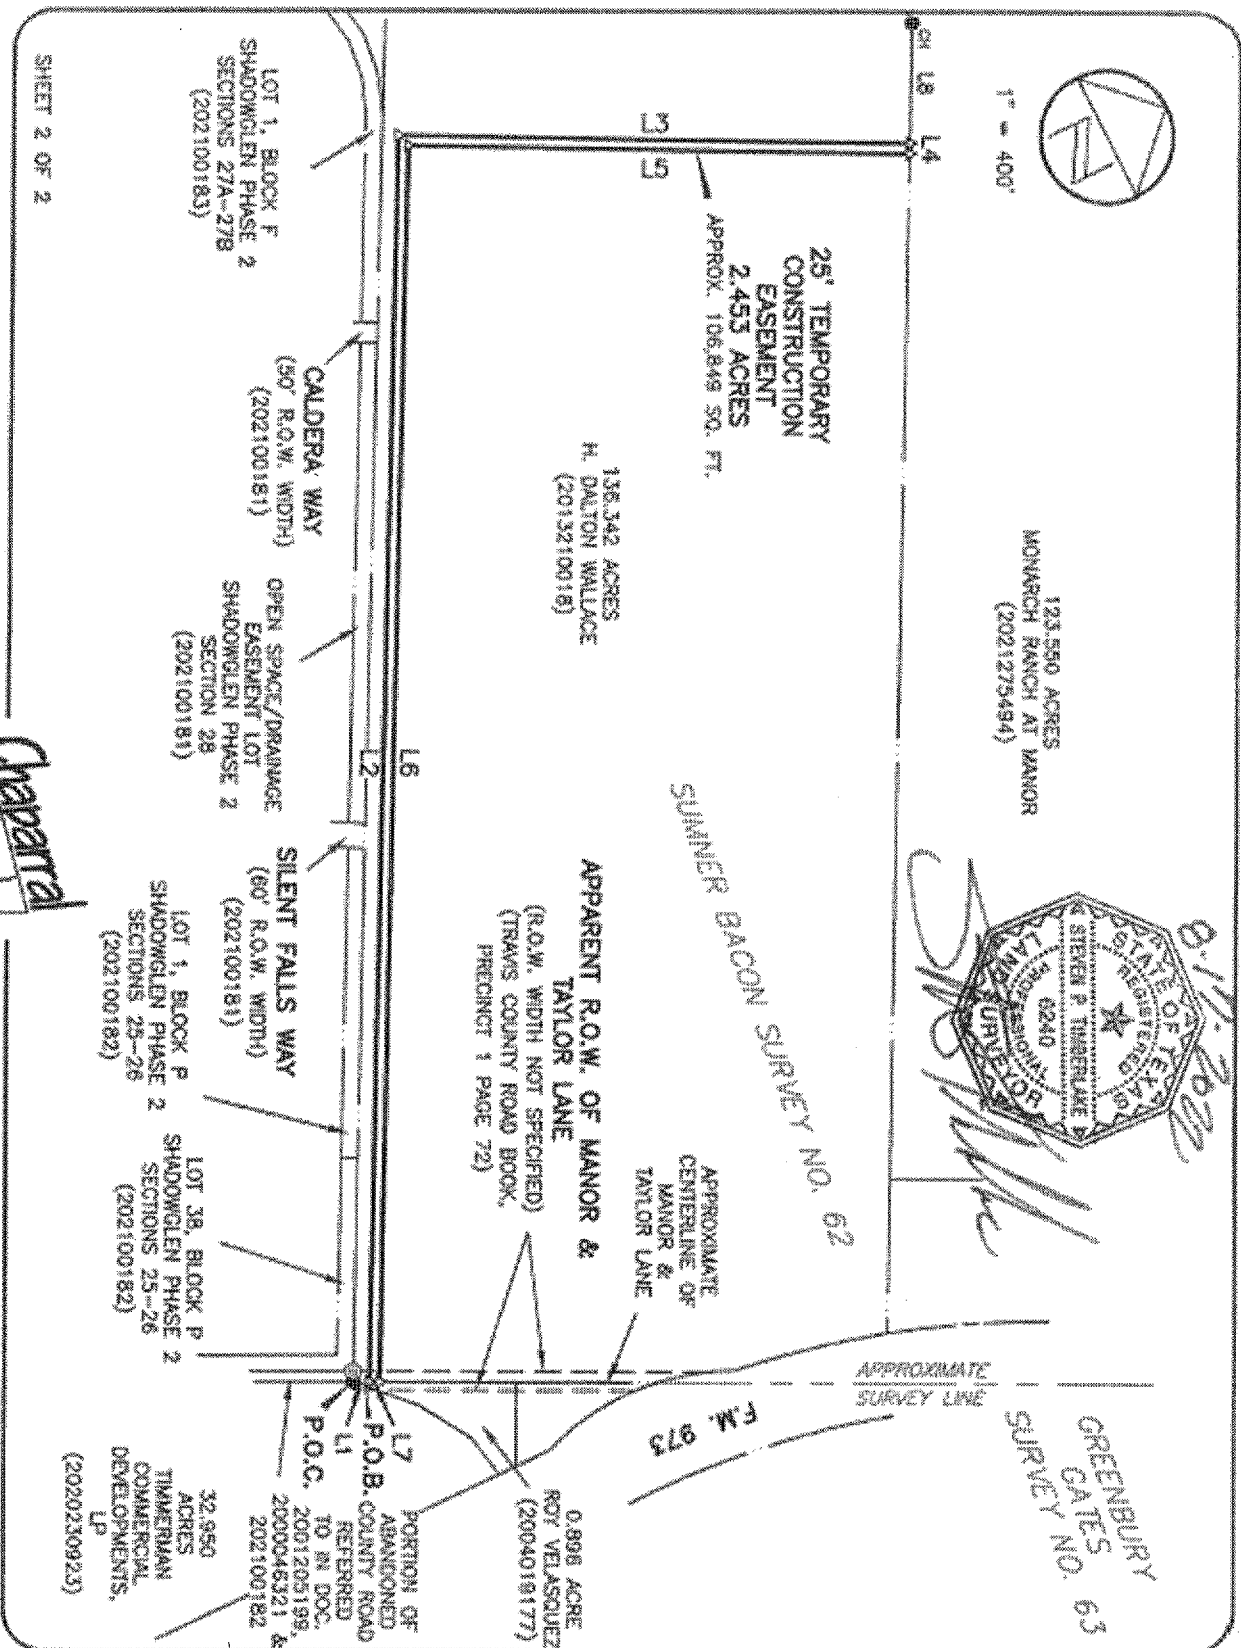 1" = 400'
CH
L8
L4
L3
L5
25' TEMPORARY
CONSTRUCTION
EASEMENT
2.453 ACRES
APPROX. 106,849 SQ. FT.
123.550 ACRES
MONARCH RANCH AT MANOR
(2021275494)
136.342 ACRES
H. DALTON WALLACE
(2013210018)
SUMNER BACON SURVEY NO. 62
STATE OF TEXAS
REGISTERED
STEVEN P TIMBERLAKE
6240
PROFESSIONAL
LAND SURVEYOR
APPARENT R.O.W. OF MANOR &
TAYLOR LANE
(R.O.W. WIDTH NOT SPECIFIED)
(TRAVIS COUNTY ROAD BOOK,
PRECINCT 1 PAGE 72)
APPROXIMATE
CENTERLINE OF
MANOR &
TAYLOR LANE
APPROXIMATE
SURVEY LINE
GREENBURY
GATES
SURVEY NO. 63
F.M. 973
0.898 ACRE
ROY VELASQUEZ
(2004019177)
L6
L2
L7
P.O.B.
L1
P.O.C.
PORTION OF
ABANDONED
COUNTY ROAD
REFERRED
TO IN DOC.
2001205199,
2000046321 &
202100182
32.950
ACRES
TIMMERMAN
COMMERCIAL
DEVELOPMENTS,
LP
(2020230923)
LOT 1, BLOCK F
SHADOWGLEN PHASE 2
SECTIONS 27A-27B
(202100183)
CALDERA WAY
(50' R.O.W. WIDTH)
(202100181)
OPEN SPACE/DRAINAGE
EASEMENT LOT
SHADOWGLEN PHASE 2
SECTION 28
(202100181)
SILENT FALLS WAY
(60' R.O.W. WIDTH)
(202100181)
LOT 1, BLOCK P
SHADOWGLEN PHASE 2
SECTIONS 25-26
(202100182)
LOT 38, BLOCK P
SHADOWGLEN PHASE 2
SECTIONS 25-26
(202100182)
SHEET 2 OF 2
Chaparral